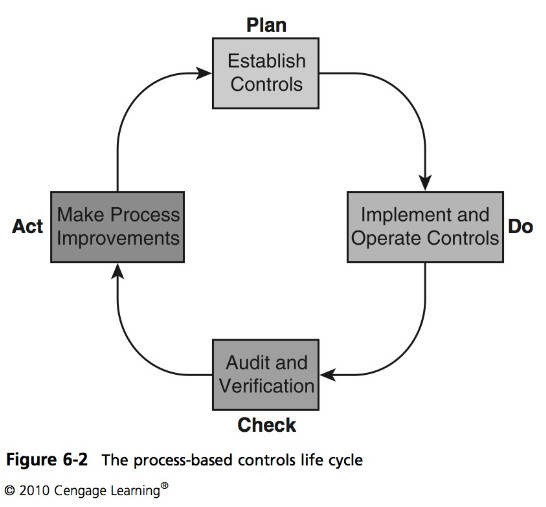 Plan
Establish
Controls
Act
Make Process
Improvements
Implement and
Operate Controls
Do
Audit and
Verification
Check
Figure 6-2 The process-based controls life cycle
© 2010 Cengage Learning®